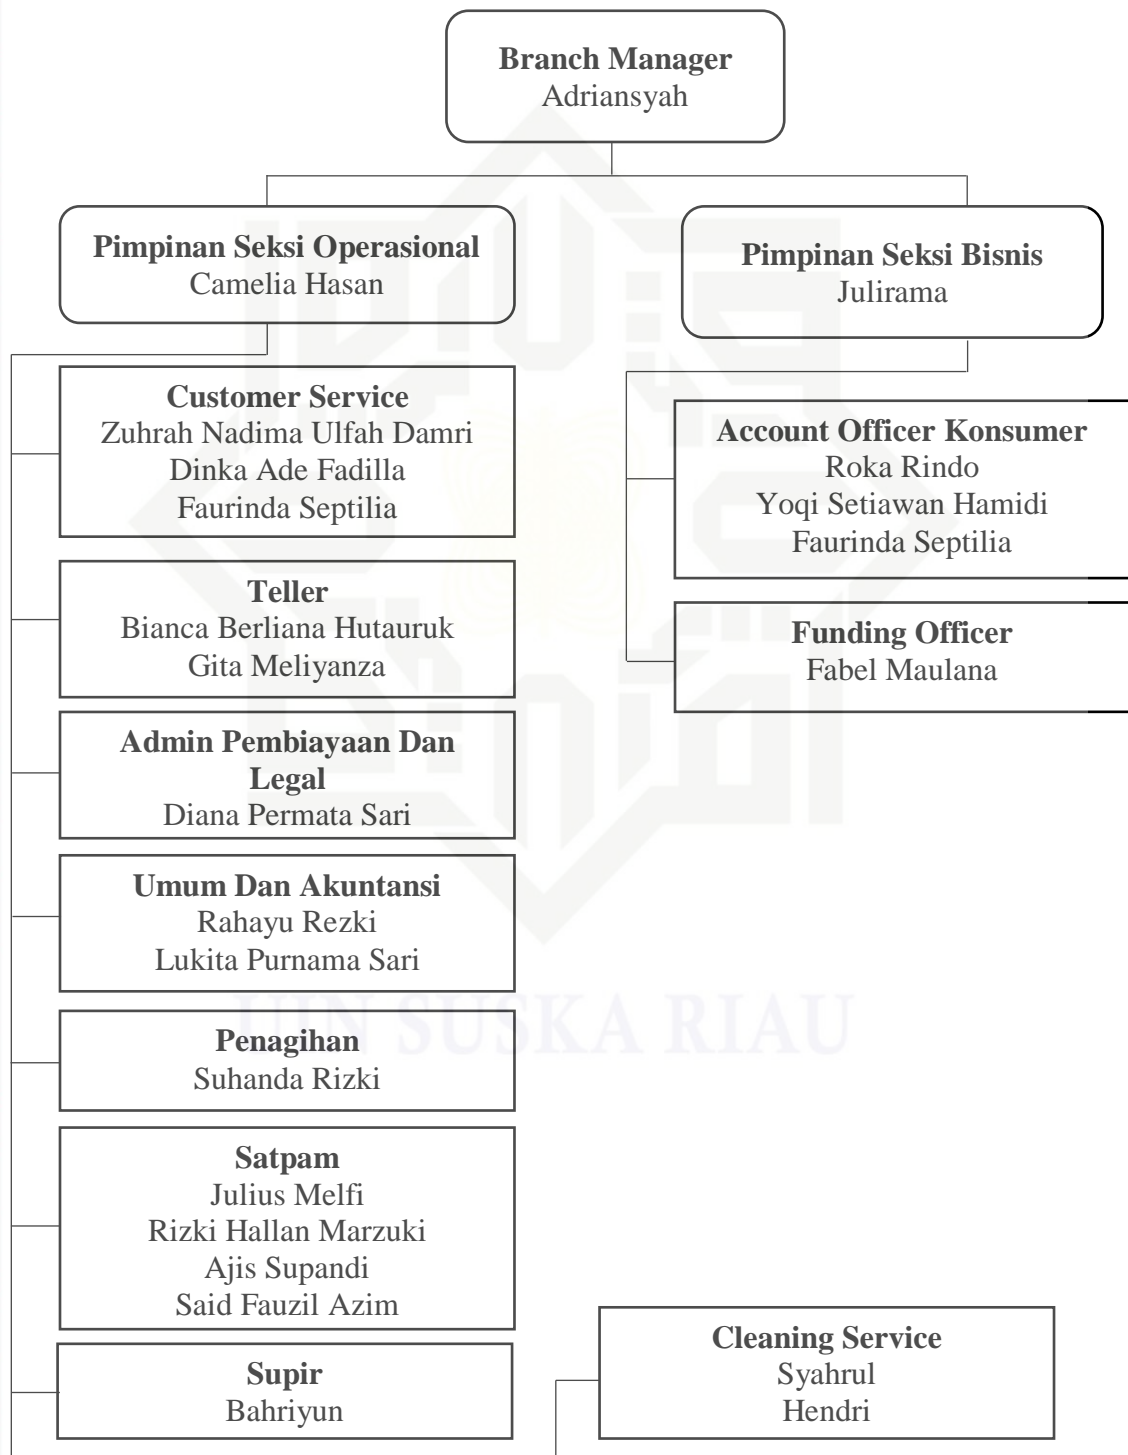 Branch Manager
Adriansyah
Pimpinan Seksi Operasional
Camelia Hasan
Pimpinan Seksi Bisnis
Julirama
Customer Service
Zuhrah Nadima Ulfah Damri
Dinka Ade Fadilla
Faurinda Septilia
Account Officer Konsumer
Roka Rindo
Yoqi Setiawan Hamidi
Faurinda Septilia
Teller
Bianca Berliana Hutauruk
Gita Meliyanza
Funding Officer
Fabel Maulana
Admin Pembiayaan Dan
Legal
Diana Permata Sari
Umum Dan Akuntansi
Rahayu Rezki
Lukita Purnama Sari
UIN SUSKA RIAU
Penagihan
Suhanda Rizki
Satpam
Julius Melfi
Rizki Hallan Marzuki
Ajis Supandi
Said Fauzil Azim
Supir
Bahriyun
Cleaning Service
Syahrul
Hendri